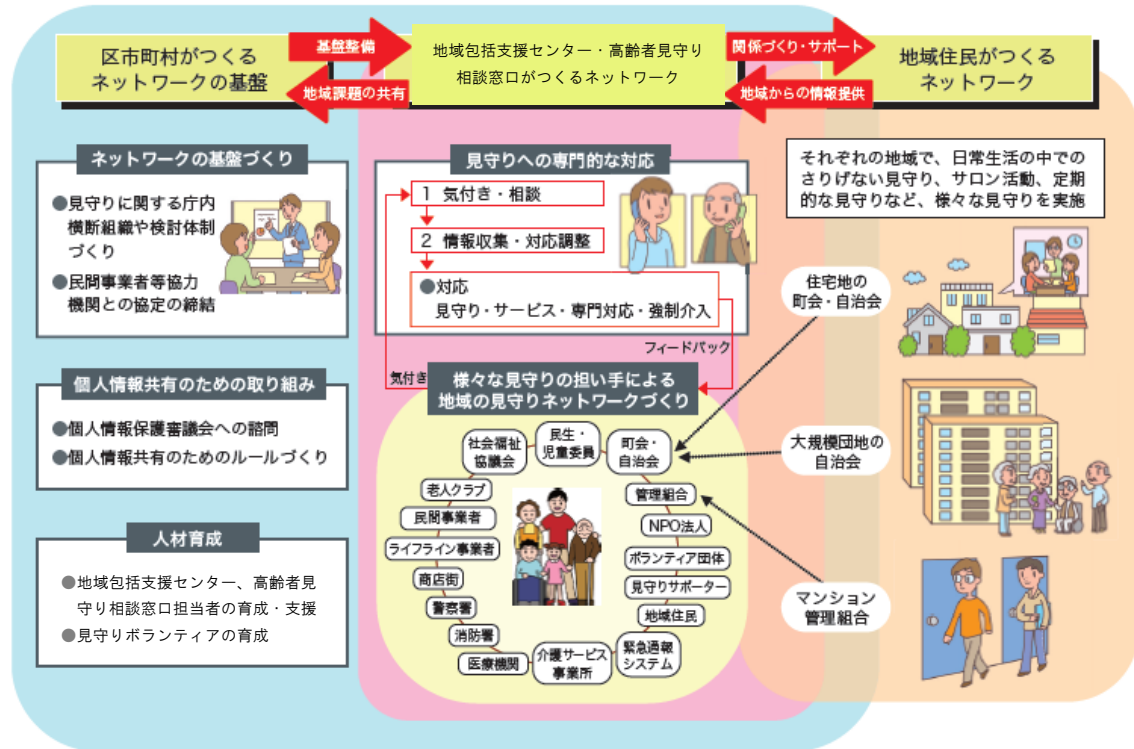 区市町村がつくる
ネットワークの基盤
基盤整備
地域課題の共有
地域包括支援センター・高齢者見守り
相談窓口がつくるネットワーク
関係づくり・サポート
地域からの情報提供
地域住民がつくる
ネットワーク
ネットワークの基盤づくり
●見守りに関する庁内
横断組織や検討体制
づくり
●民間事業者等協力
機関との協定の締結
個人情報共有のための取り組み
●個人情報保護審議会への諮問
●個人情報共有のためのルールづくり
人材育成
●地域包括支援センター、高齢者見
守り相談窓口担当者の育成・支援
●見守りボランティアの育成
見守りへの専門的な対応
1 気付き・相談
2 情報収集・対応調整
●対応
見守り・サービス・専門対応・強制介入
フィードバック
気付き
様々な見守りの担い手による
地域の見守りネットワークづくり
民生・
児童委員
町会・
自治会
管理組合
NPO法人
ボランティア団体
見守りサポーター
地域住民
緊急通報
システム
介護サービス
事業所
医療機関
消防署
警察署
商店街
ライフライン事業者
民間事業者
老人クラブ
社会福祉
協議会
それぞれの地域で、日常生活の中での
さりげない見守り、サロン活動、定期
的な見守りなど、様々な見守りを実施
住宅地の
町会・自治会
大規模団地の
自治会
マンション
管理組合